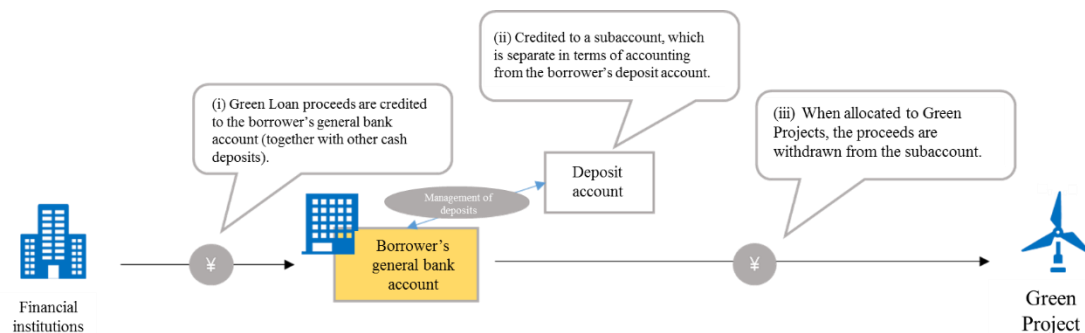 (i) Green Loan proceeds are credited
to the borrower's general bank
account (together with other cash
deposits).
(ii) Credited to a subaccount, which
is separate in terms of accounting
from the borrower's deposit account.
(iii) When allocated to Green
Projects, the proceeds are
withdrawn from the subaccount.
Deposit
account
Management of
deposits
Borrower's
general bank
account
¥
¥
Financial
institutions
Green
Project